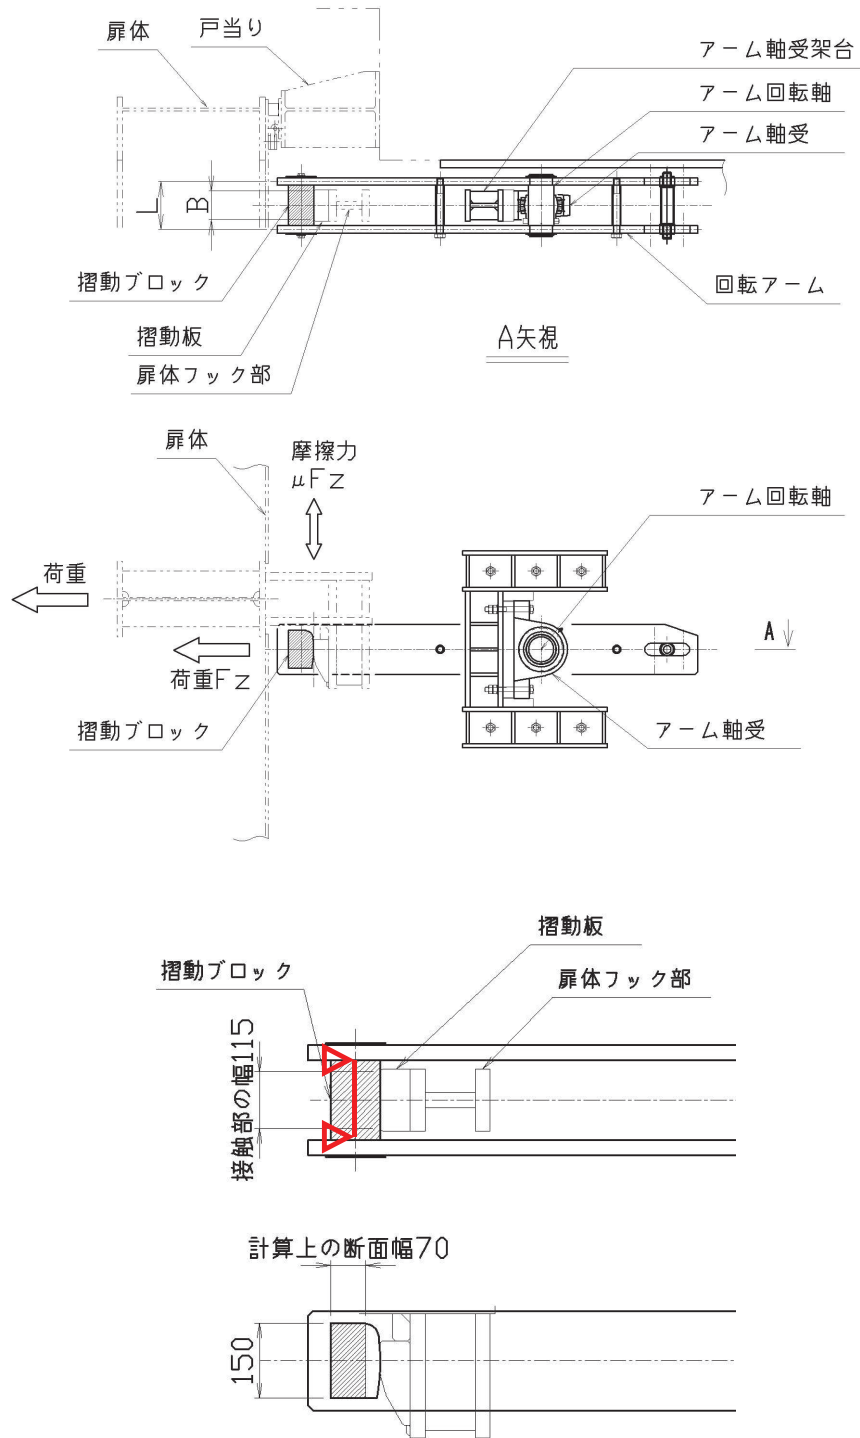 扉体
戸当り
アーム軸受架台
アーム回転軸
アーム軸受
L
B
摺動ブロック
回転アーム
摺動板
A矢視
扉体フック部
扉体
摩擦力
μFz
アーム回転軸
荷重
A
荷重Fz
摺動ブロック
アーム軸受
摺動板
摺動ブロック
扉体フック部
接触部の幅115
計算上の断面幅70
150